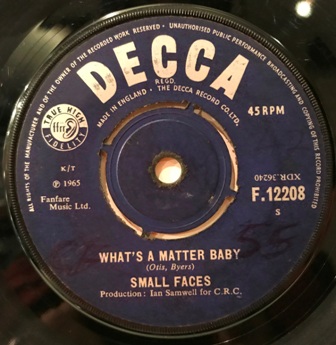 ALL RIGHTS OF THE MANUFACTURER AND OF THE OWNER OF THE RECORDED WORK RESERVED · UNAUTHORISED PUBLIC PERFORMANCE BROADCASTING AND COPYING OF THIS RECORD PROHIBITED
DECCA
REGD.
MADE IN ENGLAND · THE DECCA RECORD CO. LTD.
TRUE HIGH
ffrr
FIDELITY
45 RPM
K/T
℗ 1965
Fanfare
Music Ltd.
XDR.36240
F.12208
S
WHAT'S A MATTER BABY
(Otis, Byers)
SMALL FACES
Production : Ian Samwell for C.R.C.